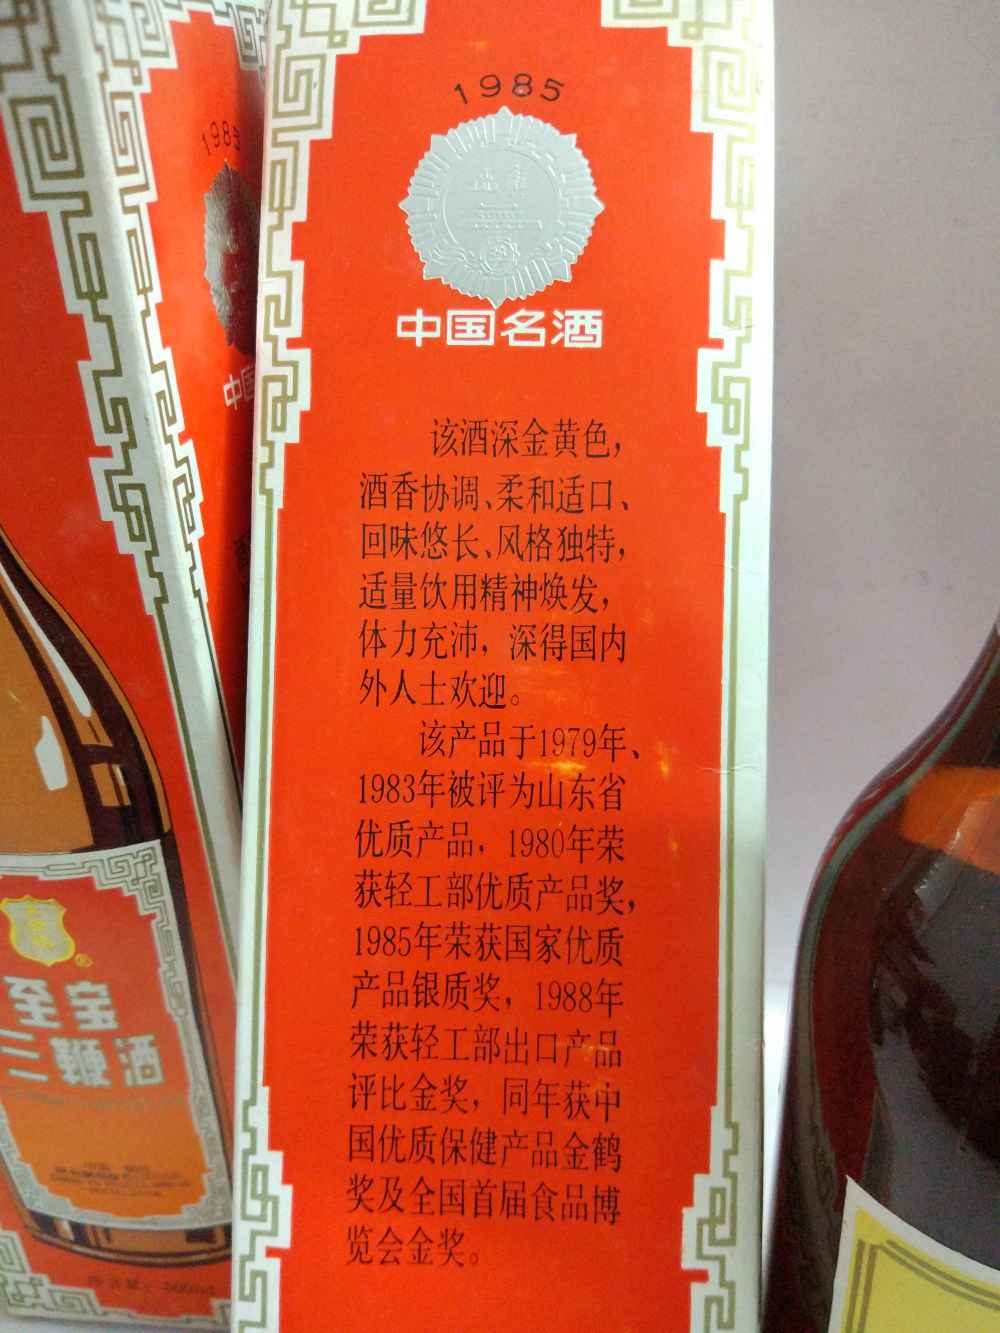 1985
中国名酒
该酒深金黄色，
酒香协调、柔和适口、
回味悠长、风格独特，
适量饮用精神焕发，
体力充沛，深得国内
外人士欢迎。
该产品于1979年、
1983年被评为山东省
优质产品，1980年荣
获轻工部优质产品奖，
1985年荣获国家优质
产品银质奖，1988年
荣获轻工部出口产品
评比金奖，同年获中
国优质保健产品金鹤
奖及全国首届食品博
览会金奖。
1985
中国
至宝
三鞭酒